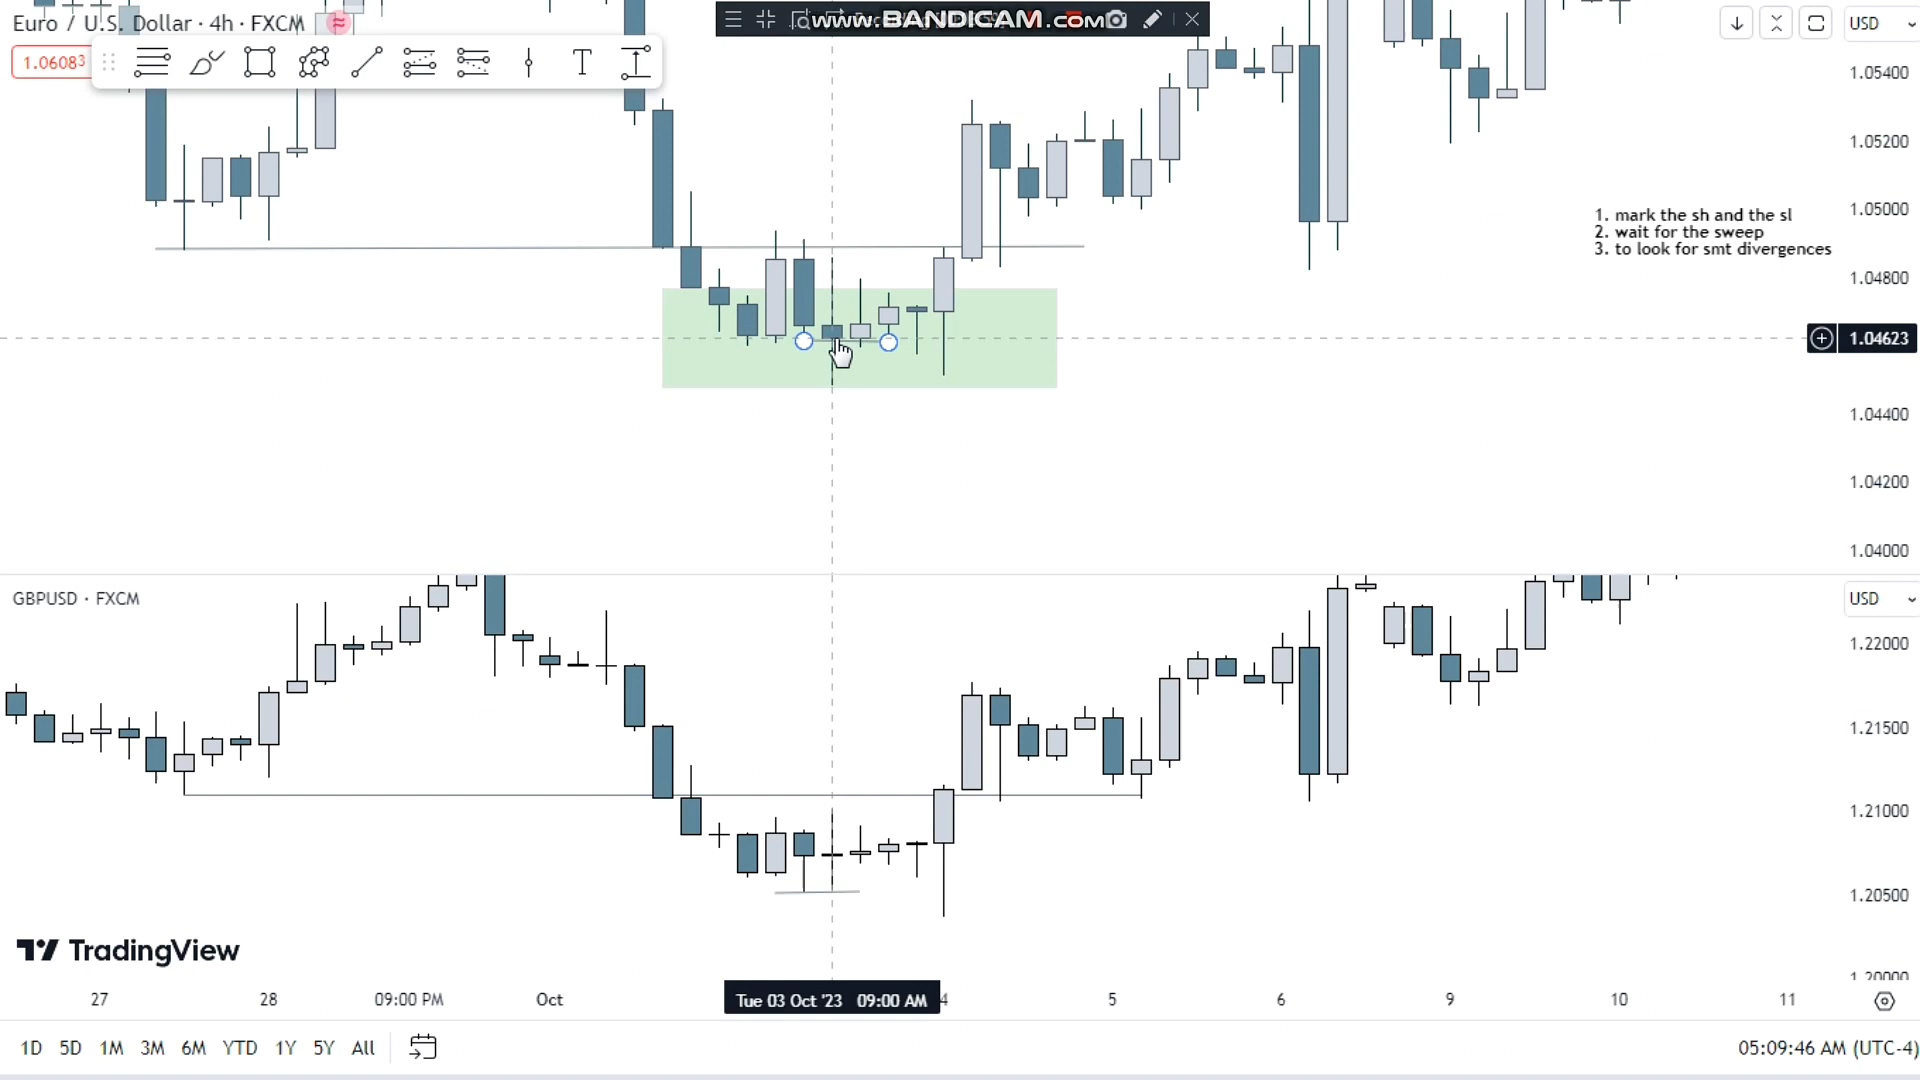 Euro / U.S. Dollar · 4h · FXCM
www.BANDICAM.com
USD
1.06083
T
1.05400
1.05200
1.05000
1. mark the sh and the sl
2. wait for the sweep
3. to look for smt divergences
1.04800
1.04623
1.04400
1.04200
1.04000
GBPUSD · FXCM
USD
1.22000
1.21500
1.21000
1.20500
TradingView
1.20000
27 28 09:00 PM Oct Tue 03 Oct '23 09:00 AM 4 5 6 9 10 11
1D 5D 1M 3M 6M YTD 1Y 5Y All
05:09:46 AM (UTC-4)